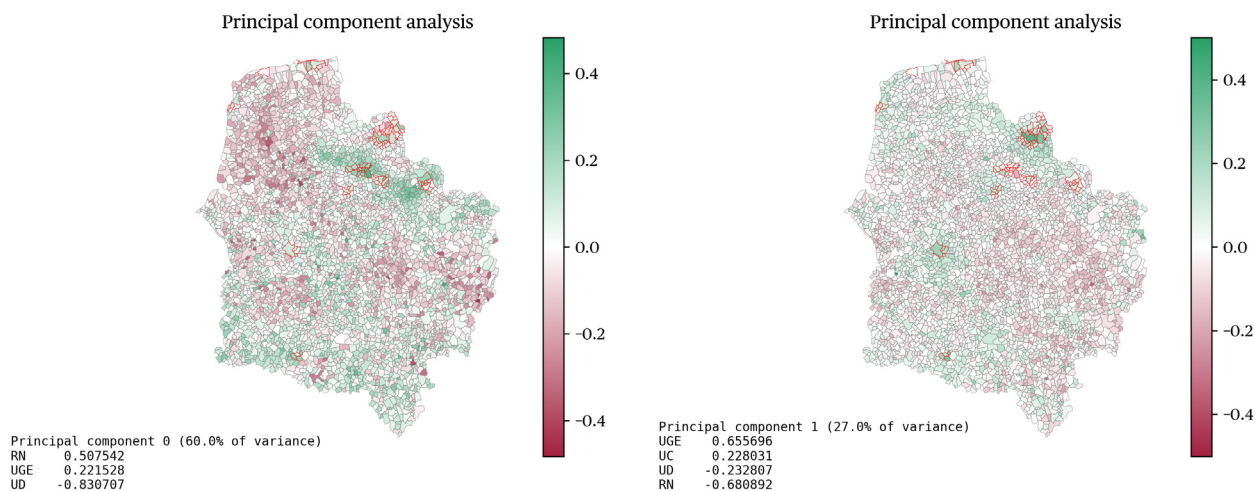 Principal component analysis
0.4
0.2
0.0
−0.2
−0.4
Principal component 0 (60.0% of variance)
RN 0.507542
UGE 0.221528
UD -0.830707
Principal component analysis
0.4
0.2
0.0
−0.2
−0.4
Principal component 1 (27.0% of variance)
UGE 0.655696
UC 0.228031
UD -0.232807
RN -0.680892